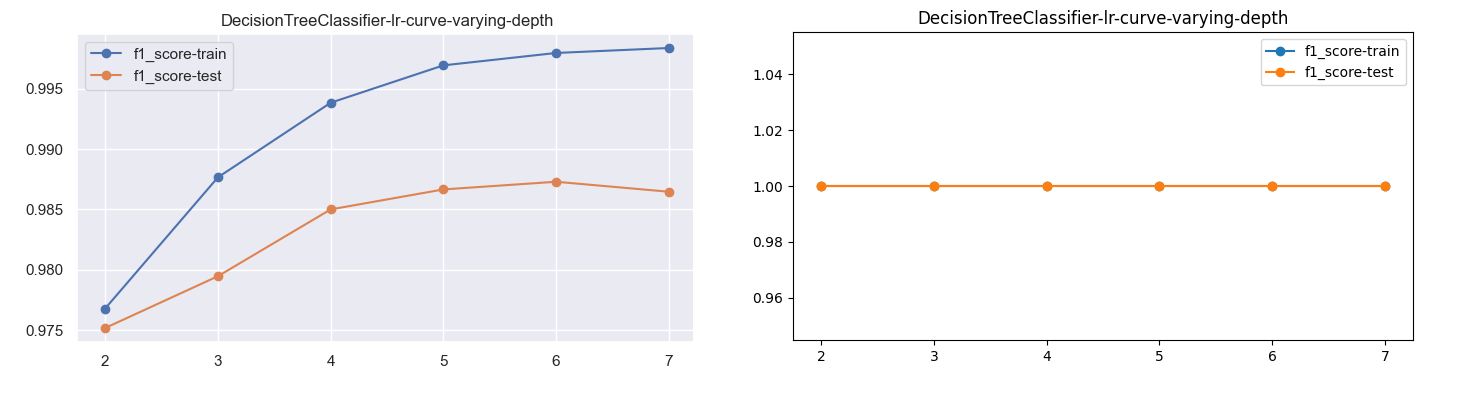 DecisionTreeClassifier-lr-curve-varying-depth
f1_score-train
f1_score-test
0.995
0.990
0.985
0.980
0.975
2 3 4 5 6 7
DecisionTreeClassifier-lr-curve-varying-depth
f1_score-train
f1_score-test
1.04
1.02
1.00
0.98
0.96
2 3 4 5 6 7